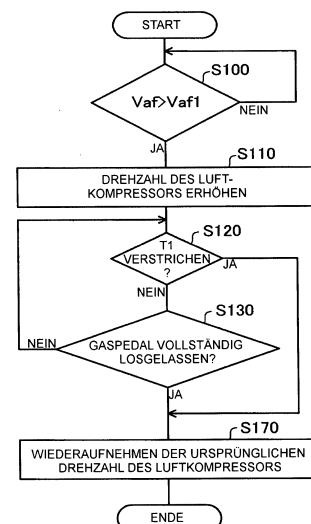 START
S100
Vaf>Vaf1
NEIN
JA
S110
DREHZAHL DES LUFT-
KOMPRESSORS ERHÖHEN
S120
T1
VERSTRICHEN
?
JA
NEIN
S130
NEIN
GASPEDAL VOLLSTÄNDIG
LOSGELASSEN?
JA
S170
WIEDERAUFNEHMEN DER URSPRÜNGLICHEN
DREHZAHL DES LUFTKOMPRESSORS
ENDE